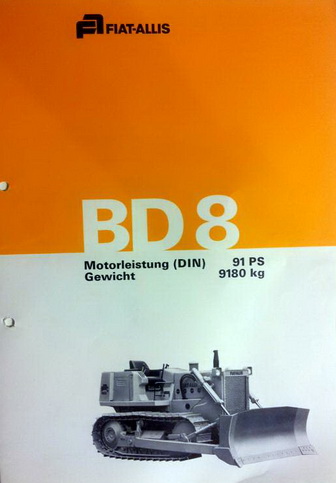 FIAT-ALLIS
BD 8
Motorleistung (DIN) 91 PS
Gewicht 9180 kg